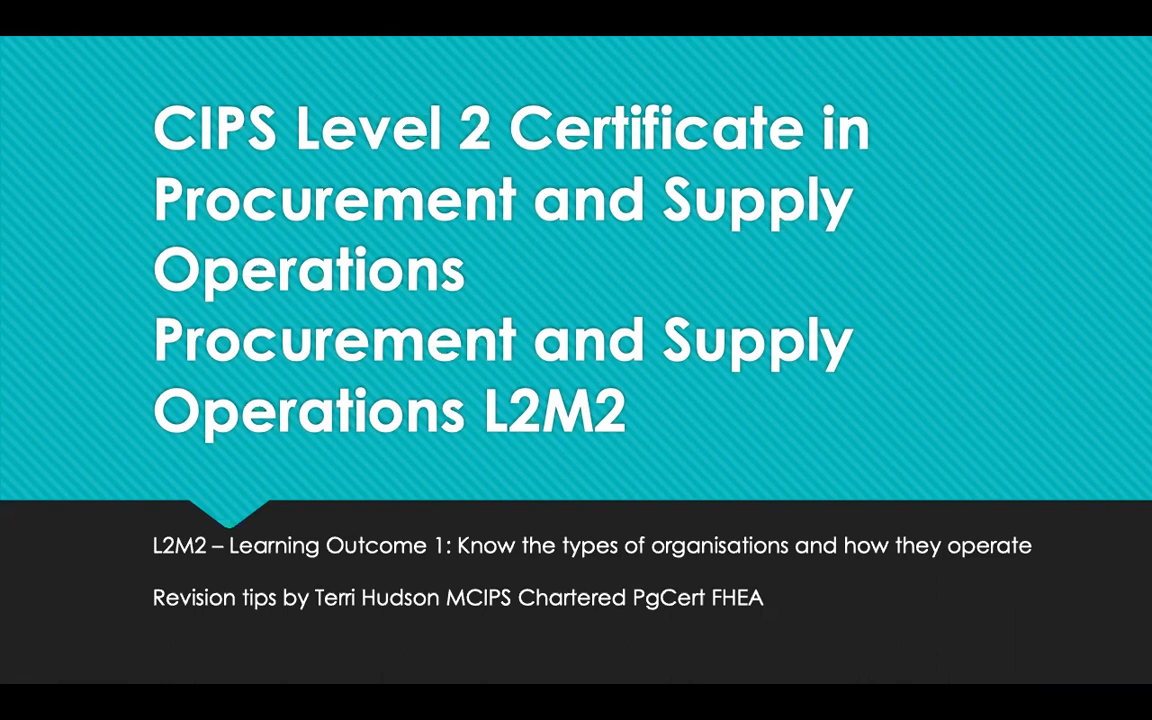 CIPS Level 2 Certificate in
Procurement and Supply
Operations
Procurement and Supply
Operations L2M2
L2M2 – Learning Outcome 1: Know the types of organisations and how they operate
Revision tips by Terri Hudson MCIPS Chartered PgCert FHEA